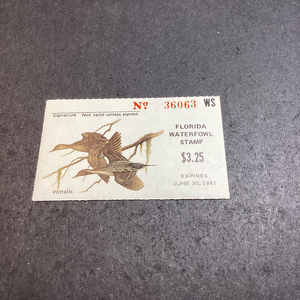 Nº 36063 WS
Signature Not valid unless signed.
FLORIDA
WATERFOWL
STAMP
$3.25
EXPIRES
JUNE 30, 1981
Pintails